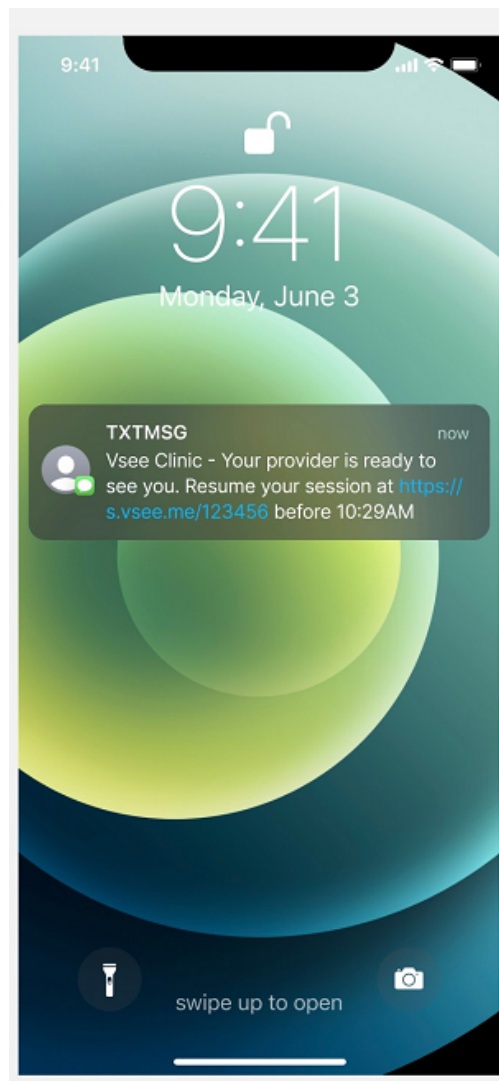 9:41
9:41
Monday, June 3
TXTMSG now
Vsee Clinic - Your provider is ready to
see you. Resume your session at https://
s.vsee.me/123456 before 10:29AM
swipe up to open